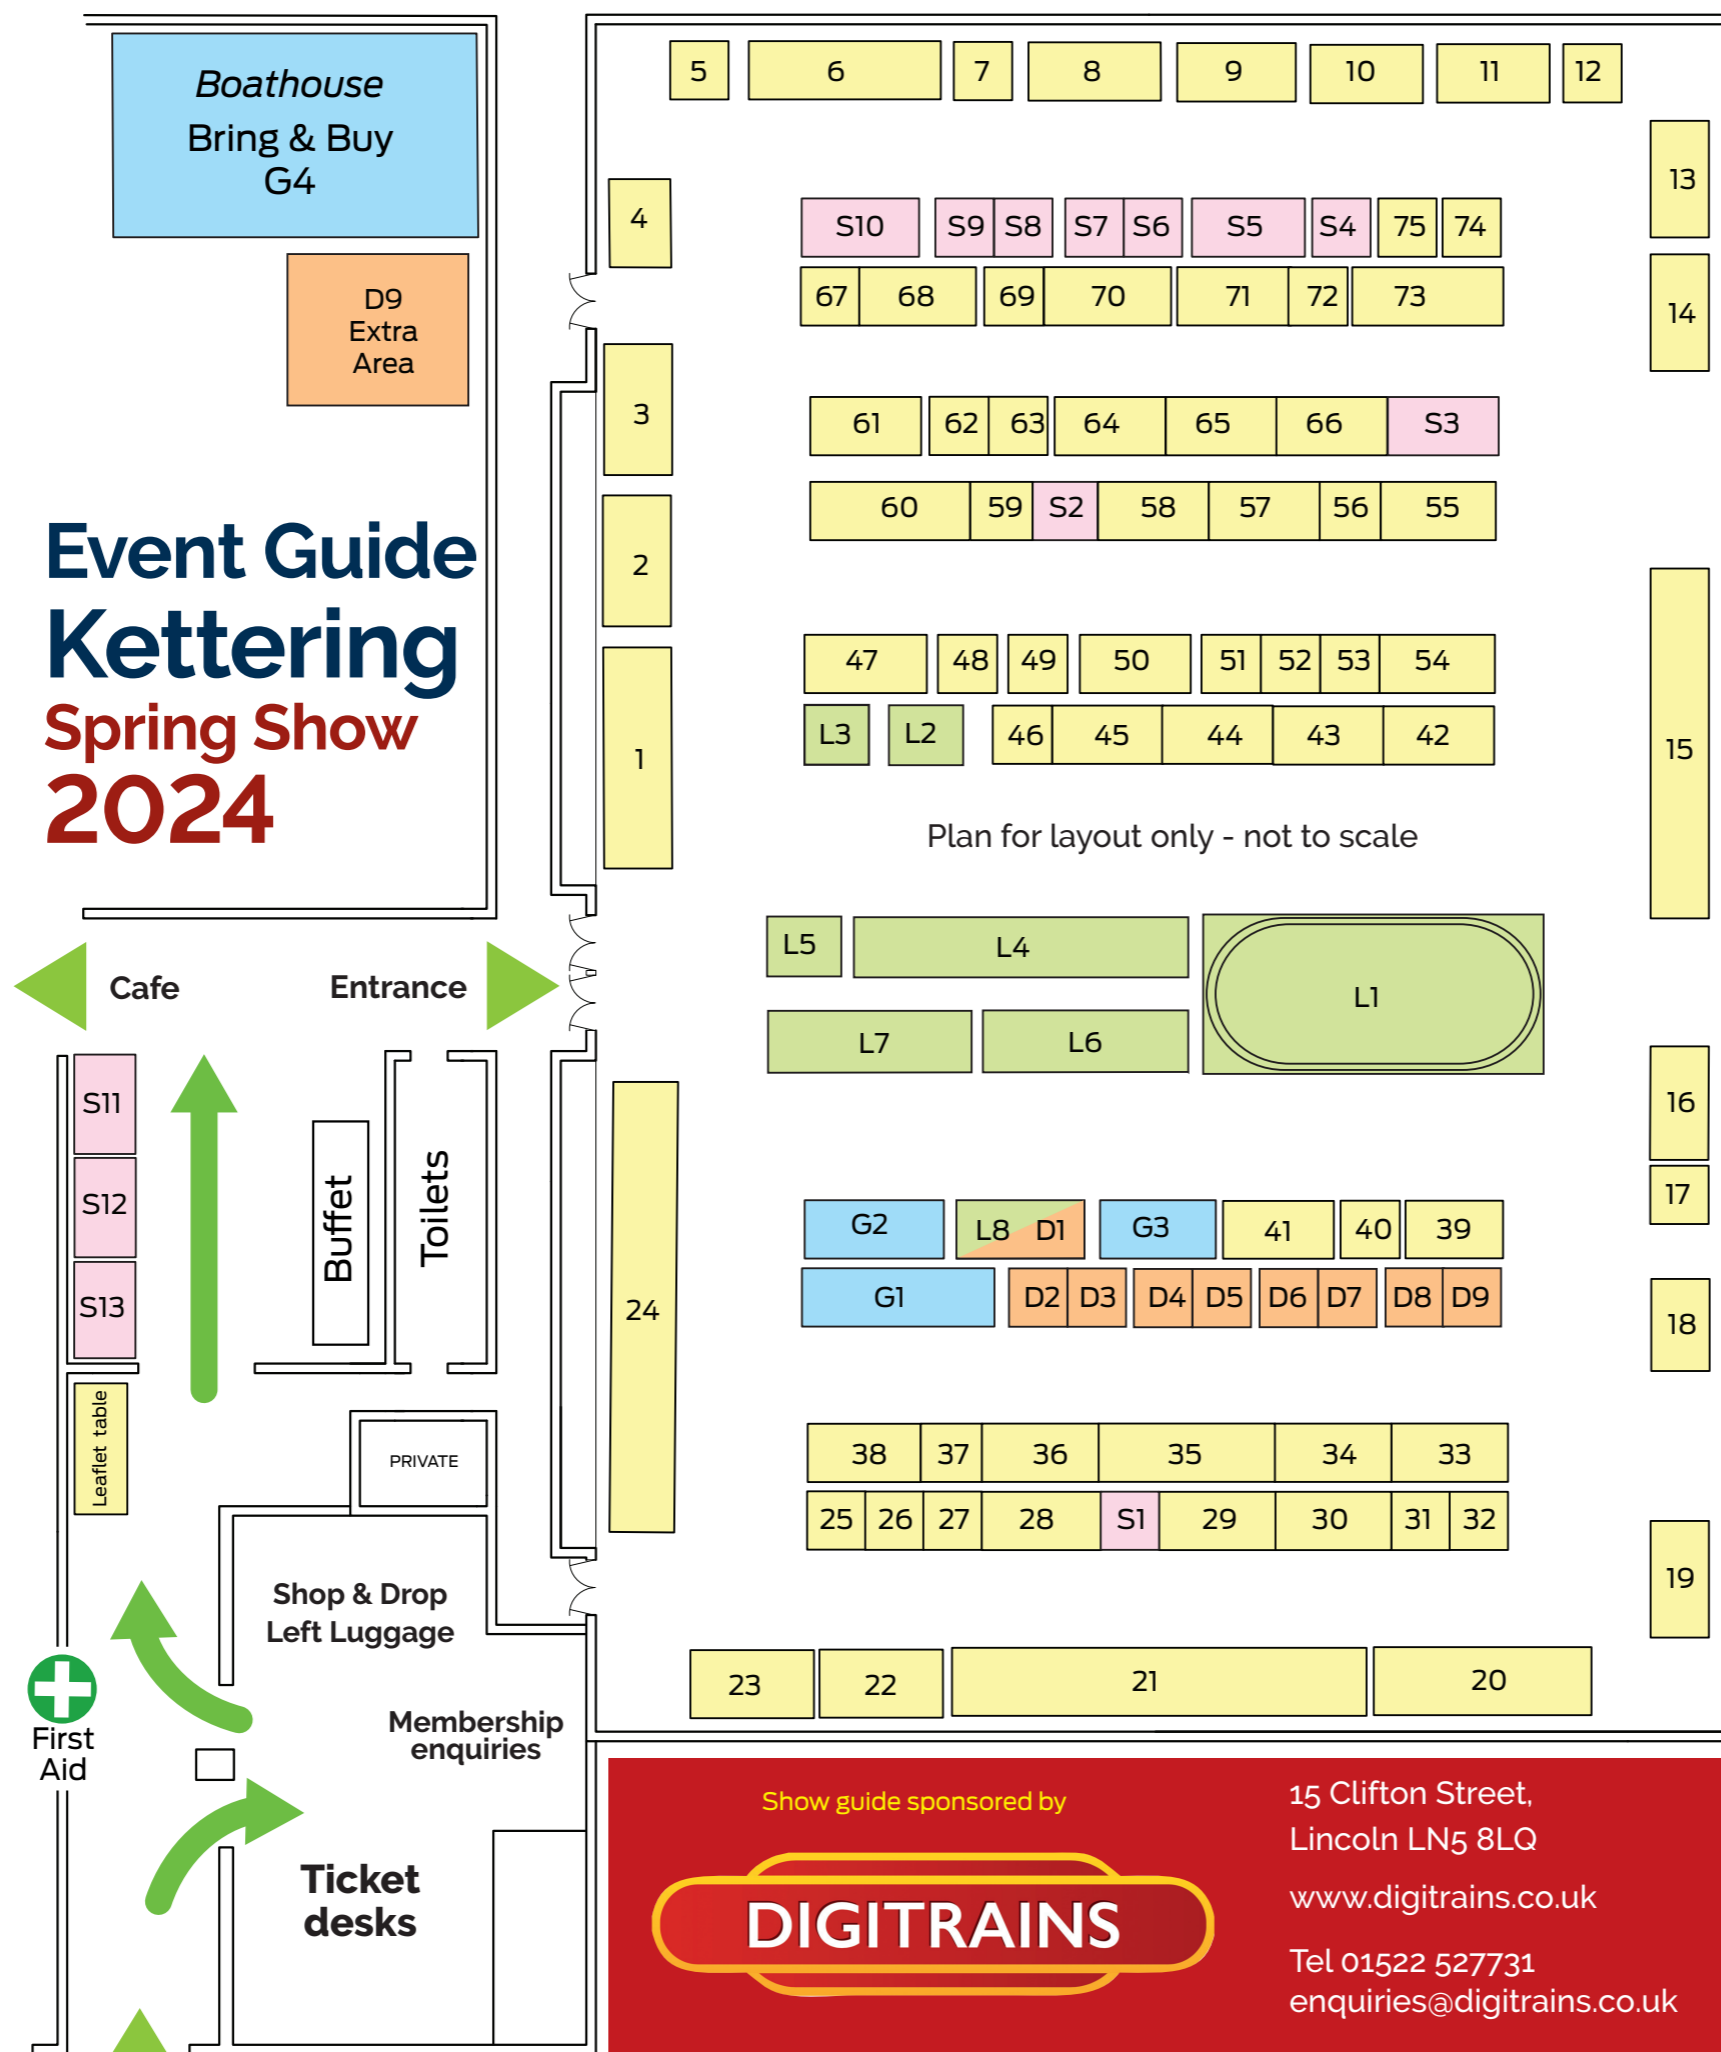 Boathouse
Bring & Buy
G4
D9
Extra
Area
Event Guide
Kettering
Spring Show
2024
5 6 7 8 9 10 11 12
13
4
S10 S9 S8 S7 S6 S5 S4 75 74
67 68 69 70 71 72 73
14
3
61 62 63 64 65 66 S3
60 59 S2 58 57 56 55
2
47 48 49 50 51 52 53 54
L3 L2 46 45 44 43 42
1
15
Plan for layout only - not to scale
Cafe
Entrance
L5 L4
L1
L7 L6
S11
S12
S13
Buffet
Toilets
16
17
G2 L8 D1 G3 41 40 39
G1 D2 D3 D4 D5 D6 D7 D8 D9
24
18
Leaflet table
PRIVATE
38 37 36 35 34 33
25 26 27 28 S1 29 30 31 32
19
Shop & Drop
Left Luggage
23 22 21 20
First
Aid
Membership
enquiries
Ticket
desks
Show guide sponsored by
DIGITRAINS
15 Clifton Street,
Lincoln LN5 8LQ
www.digitrains.co.uk
Tel 01522 527731
enquiries@digitrains.co.uk